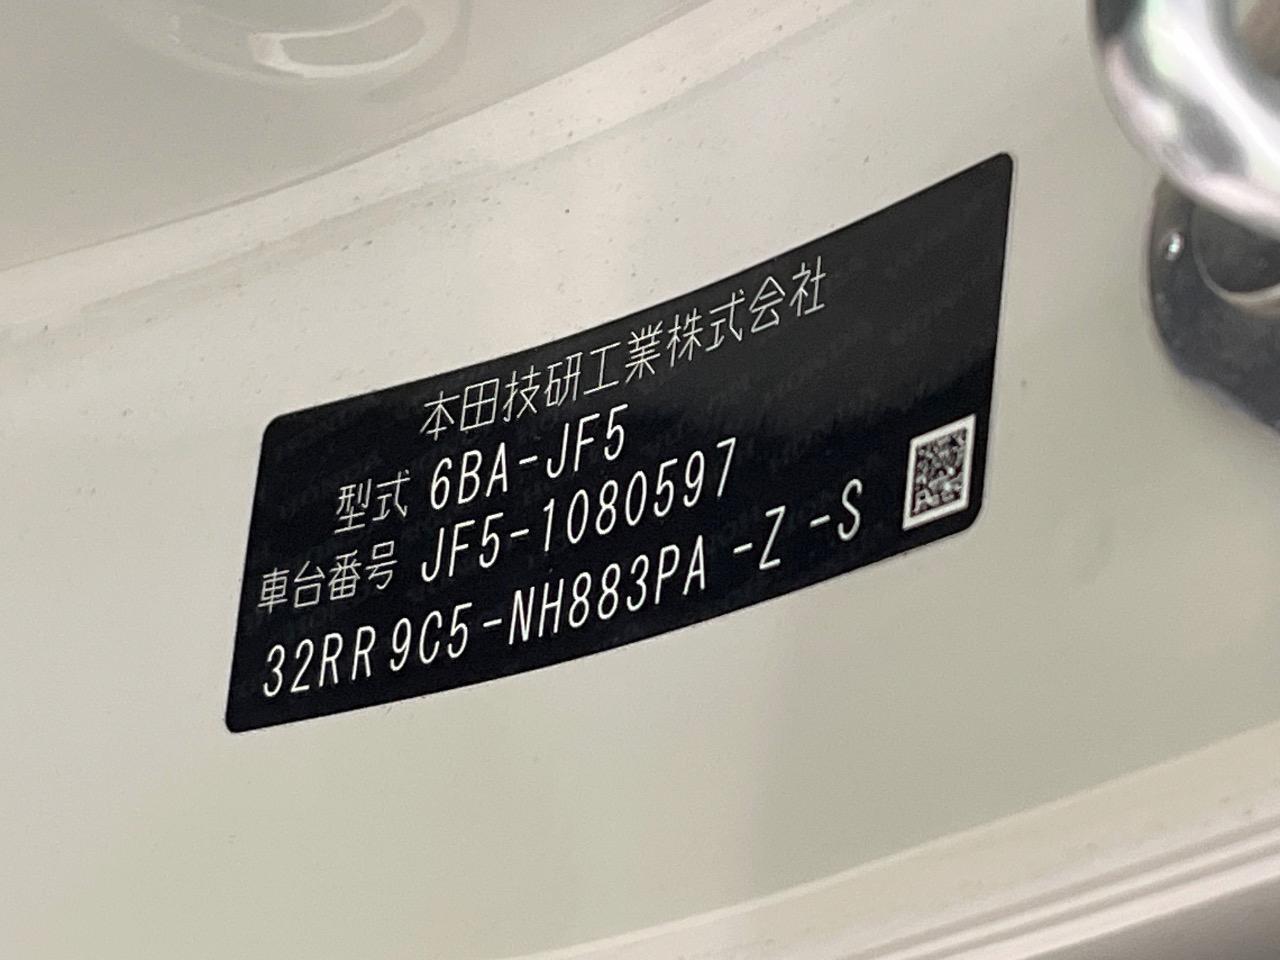 本田技研工業株式会社
型式 6BA-JF5
車台番号 JF5-1080597
32RR9C5-NH883PA -Z -S